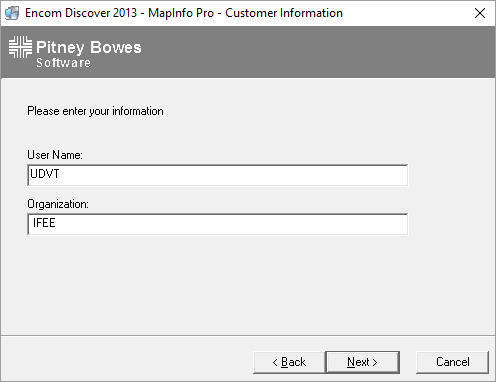 Encom Discover 2013 - MapInfo Pro - Customer Information
Pitney Bowes
Software
Please enter your information
User Name:
UDVT
Organization:
IFEE
< Back
Next >
Cancel